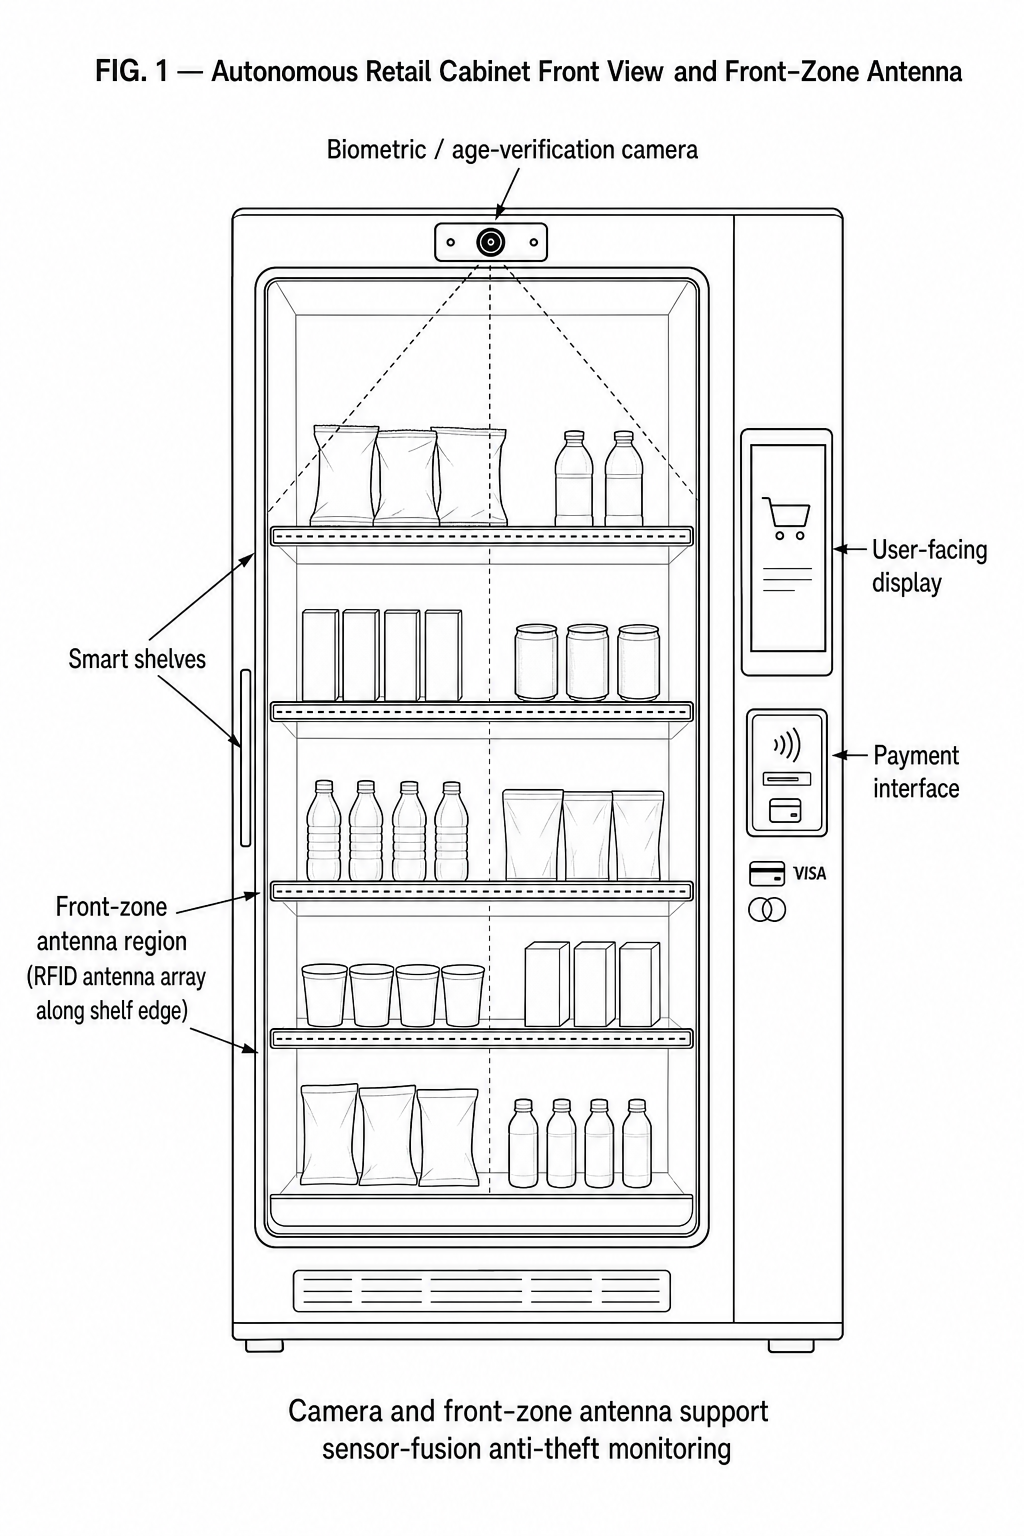 FIG. 1 — Autonomous Retail Cabinet Front View and Front-Zone Antenna
Biometric / age-verification camera
User-facing
display
Smart shelves
Payment
interface
VISA
Front-zone
antenna region
(RFID antenna array
along shelf edge)
Camera and front-zone antenna support
sensor-fusion anti-theft monitoring